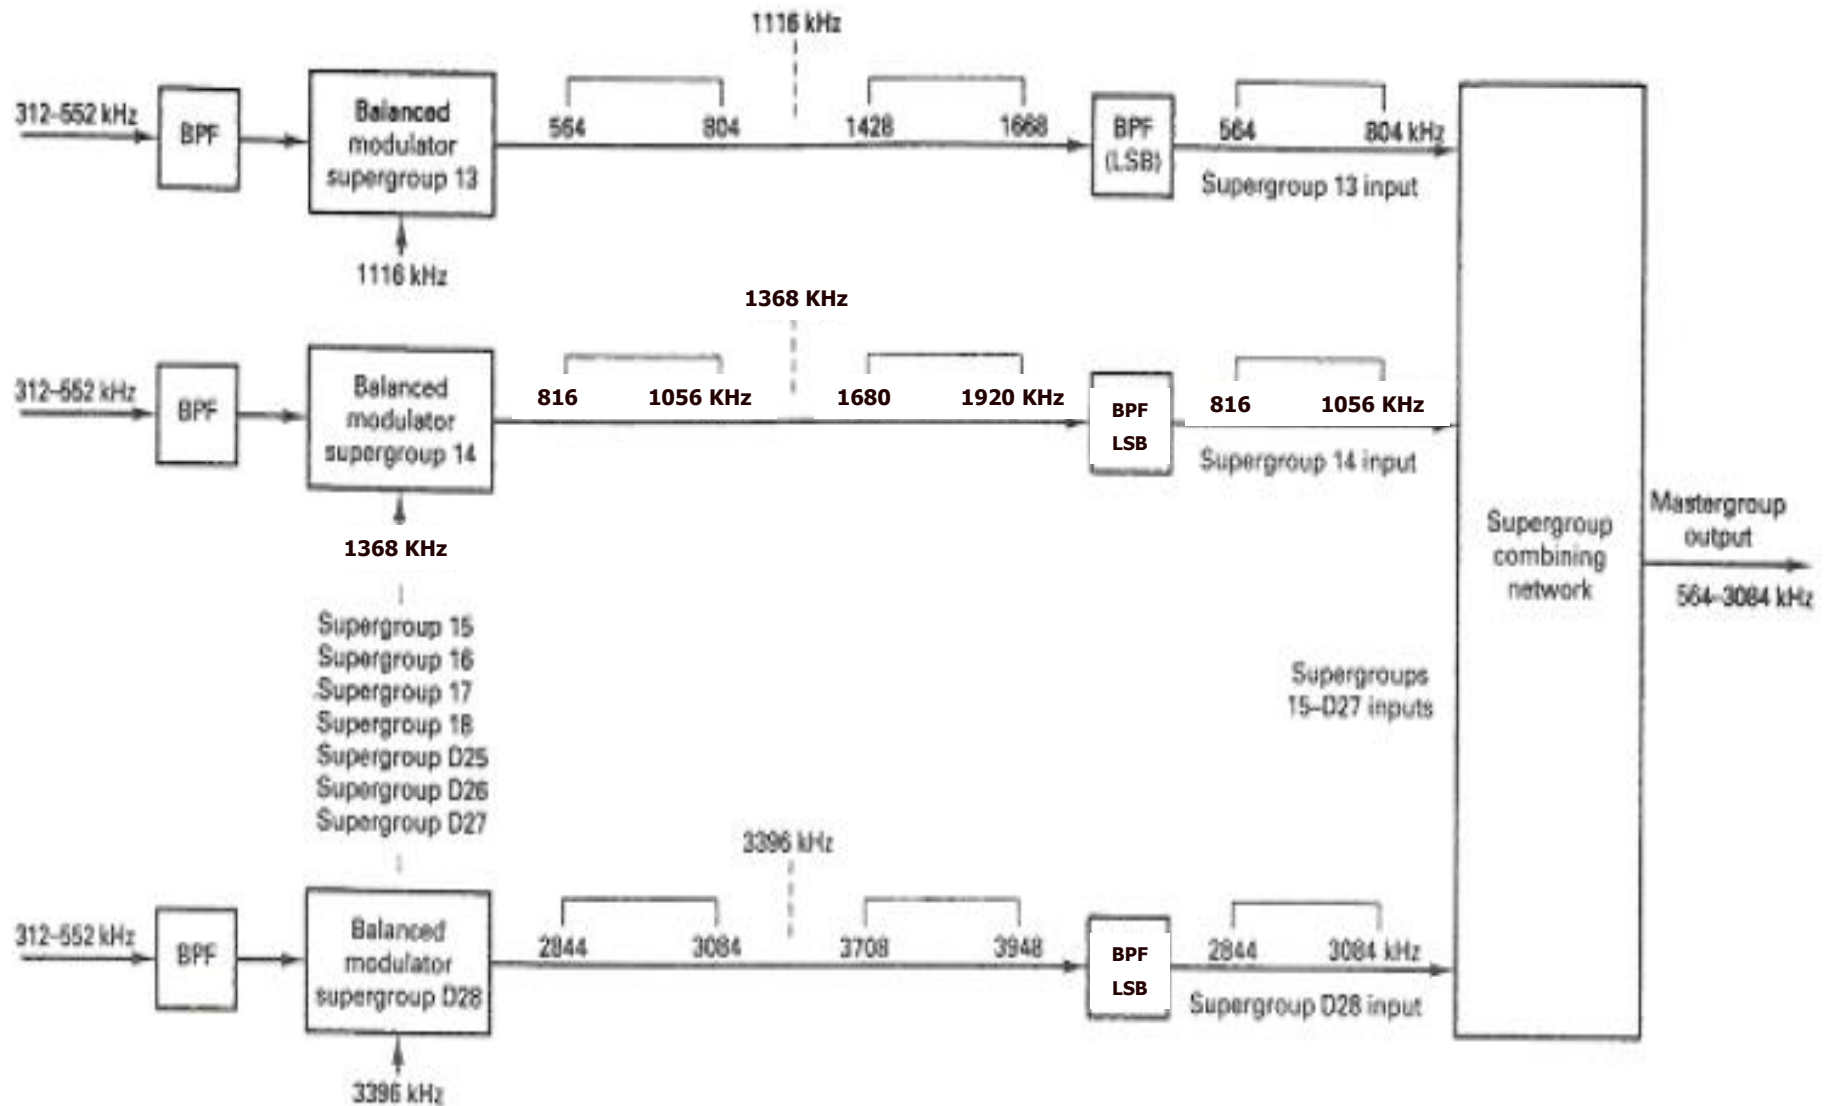 1116 kHz
312–552 kHz
BPF
Balanced
modulator
supergroup 13
564
804
1428
1668
BPF
(LSB)
564
804 kHz
Supergroup 13 input
1116 kHz
1368 KHz
312–552 kHz
BPF
Balanced
modulator
supergroup 14
816
1056 KHz
1680
1920 KHz
BPF
LSB
816
1056 KHz
Supergroup 14 input
1368 KHz
Supergroup 15
Supergroup 16
Supergroup 17
Supergroup 18
Supergroup D25
Supergroup D26
Supergroup D27
Supergroups
15–D27 inputs
Supergroup
combining
network
Mastergroup
output
564–3084 kHz
3396 kHz
312–552 kHz
BPF
Balanced
modulator
supergroup D28
2844
3084
3708
3948
BPF
LSB
2844
3084 kHz
Supergroup D28 input
3396 kHz